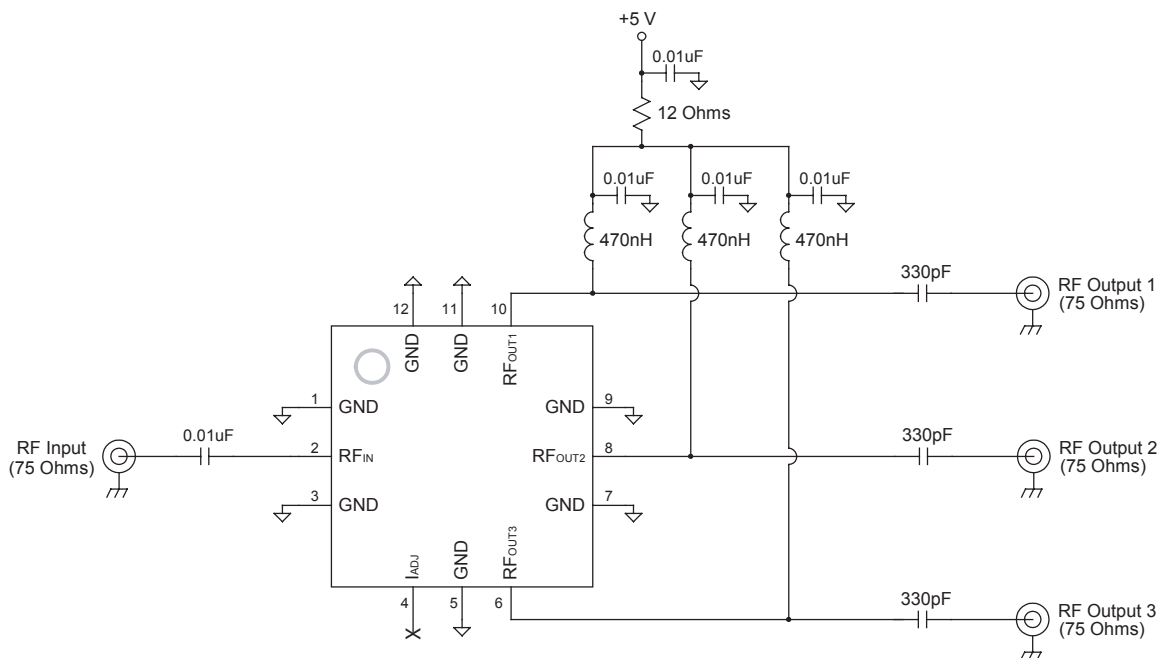 +5 V
0.01uF
12 Ohms
0.01uF
0.01uF
0.01uF
470nH
470nH
470nH
330pF
RF Output 1
(75 Ohms)
12
11
10
GND
GND
RFOUT1
1
GND
GND
9
RF Input
(75 Ohms)
0.01uF
2
RFIN
RFOUT2
8
330pF
RF Output 2
(75 Ohms)
3
GND
GND
7
IADJ
GND
RFOUT3
4
5
6
330pF
RF Output 3
(75 Ohms)